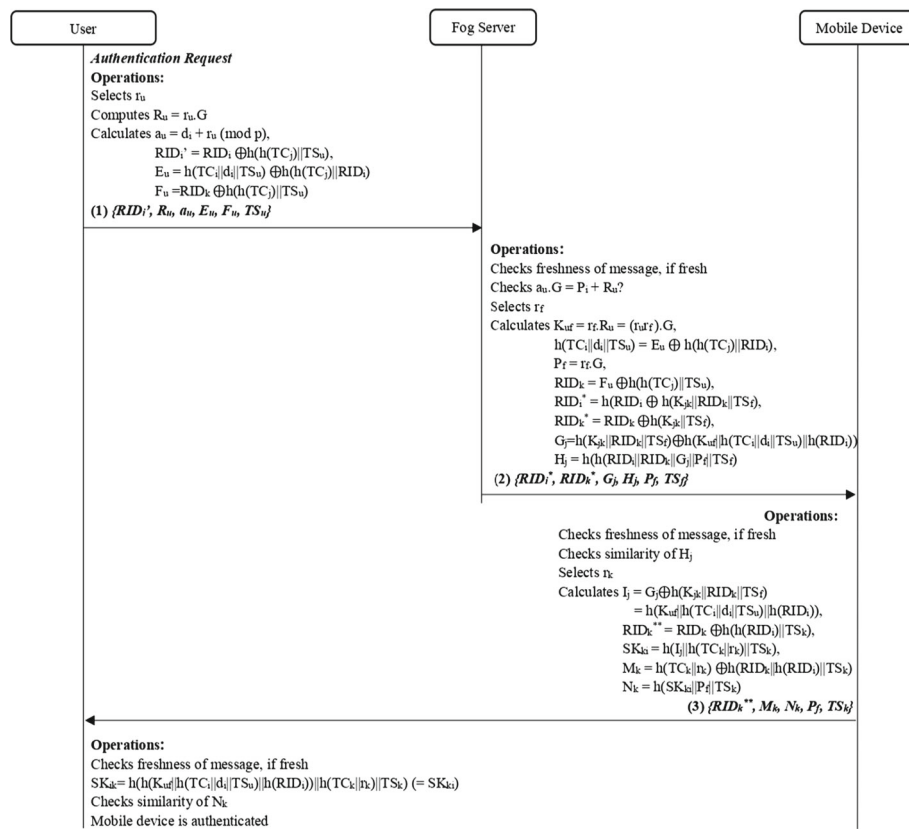 User
Fog Server
Mobile Device
Authentication Request
Operations:
Selects rᵤ
Computes Rᵤ = rᵤ.G
Calculates aᵤ = dᵢ + rᵤ (mod p),
RIDᵢ' = RIDᵢ ⊕h(h(TCⱼ)||TSᵤ),
Eᵤ = h(TCᵢ||dᵢ||TSᵤ) ⊕h(h(TCⱼ)||RIDᵢ)
Fᵤ =RIDₖ ⊕h(h(TCⱼ)||TSᵤ)
(1) {RIDᵢ', Rᵤ, aᵤ, Eᵤ, Fᵤ, TSᵤ}
Operations:
Checks freshness of message, if fresh
Checks aᵤ.G = Pᵢ + Rᵤ?
Selects r_f
Calculates K_uf = r_f.Rᵤ = (rᵤr_f).G,
h(TCᵢ||dᵢ||TSᵤ) = Eᵤ ⊕ h(h(TCⱼ)||RIDᵢ),
P_f = r_f.G,
RIDₖ = Fᵤ ⊕h(h(TCⱼ)||TSᵤ),
RIDᵢ* = h(RIDᵢ ⊕ h(Kⱼₖ||RIDₖ||TS_f),
RIDₖ* = RIDₖ ⊕h(Kⱼₖ||TS_f),
Gⱼ=h(Kⱼₖ||RIDₖ||TS_f)⊕h(K_uf||h(TCᵢ||dᵢ||TSᵤ)||h(RIDᵢ))
Hⱼ = h(h(RIDᵢ||RIDₖ||Gⱼ||P_f||TS_f)
(2) {RIDᵢ*, RIDₖ*, Gⱼ, Hⱼ, P_f, TS_f}
Operations:
Checks freshness of message, if fresh
Checks similarity of Hⱼ
Selects rₖ
Calculates Iⱼ = Gⱼ⊕h(Kⱼₖ||RIDₖ||TS_f)
= h(K_uf||h(TCᵢ||dᵢ||TSᵤ)||h(RIDᵢ)),
RIDₖ** = RIDₖ ⊕h(h(RIDᵢ)||TSₖ),
SKₖᵢ = h(Iⱼ||h(TCₖ||rₖ)||TSₖ),
Mₖ = h(TCₖ||rₖ) ⊕h(RIDₖ||h(RIDᵢ)||TSₖ)
Nₖ = h(SKₖᵢ||P_f||TSₖ)
(3) {RIDₖ**, Mₖ, Nₖ, P_f, TSₖ}
Operations:
Checks freshness of message, if fresh
SKᵢₖ= h(h(K_uf||h(TCᵢ||dᵢ||TSᵤ)||h(RIDᵢ))||h(TCₖ||rₖ)||TSₖ) (= SKₖᵢ)
Checks similarity of Nₖ
Mobile device is authenticated